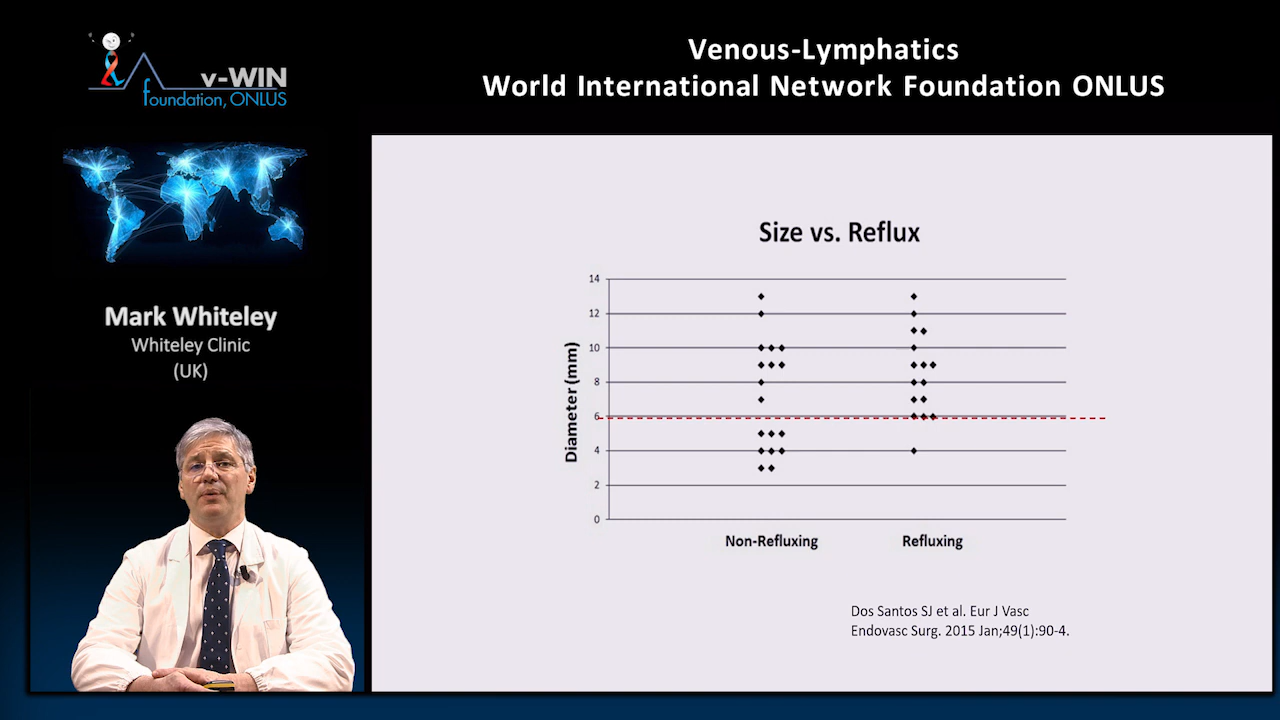 v-WIN
foundation, ONLUS
Venous-Lymphatics
World International Network Foundation ONLUS
Mark Whiteley
Whiteley Clinic
(UK)
Size vs. Reflux
Diameter (mm)
14
12
10
8
6
4
2
0
Non-Refluxing
Refluxing
Dos Santos SJ et al. Eur J Vasc
Endovasc Surg. 2015 Jan;49(1):90-4.